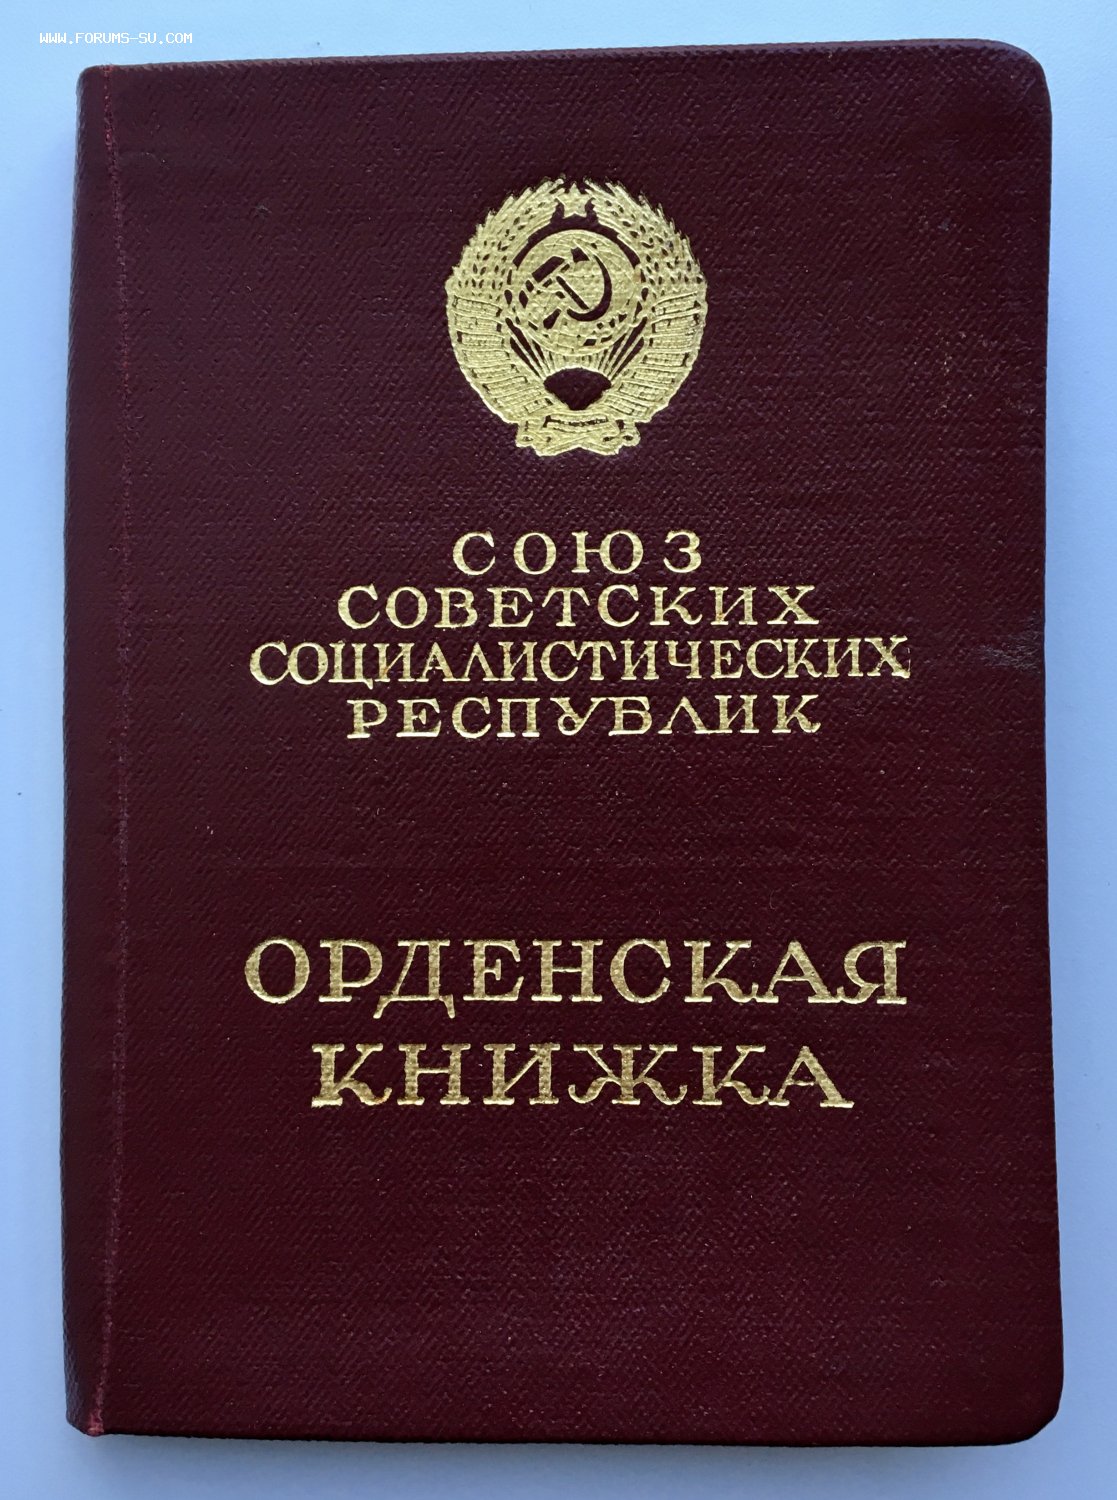 WWW.FORUMS-SU.COM
СОЮЗ
СОВЕТСКИХ
СОЦИАЛИСТИЧЕСКИХ
РЕСПУБЛИК
ОРДЕНСКАЯ
КНИЖКА